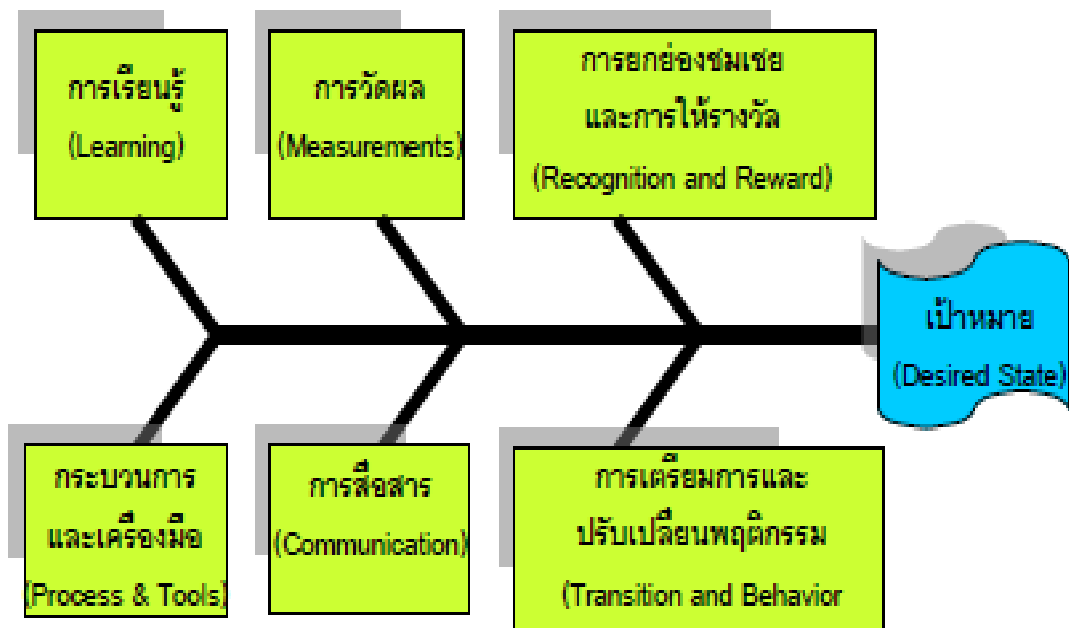 การเรียนรู้
(Learning)
การวัดผล
(Measurements)
การยกย่องชมเชย
และการให้รางวัล
(Recognition and Reward)
เป้าหมาย
(Desired State)
กระบวนการ
และเครื่องมือ
(Process & Tools)
การสื่อสาร
(Communication)
การเตรียมการและ
ปรับเปลี่ยนพฤติกรรม
(Transition and Behavior